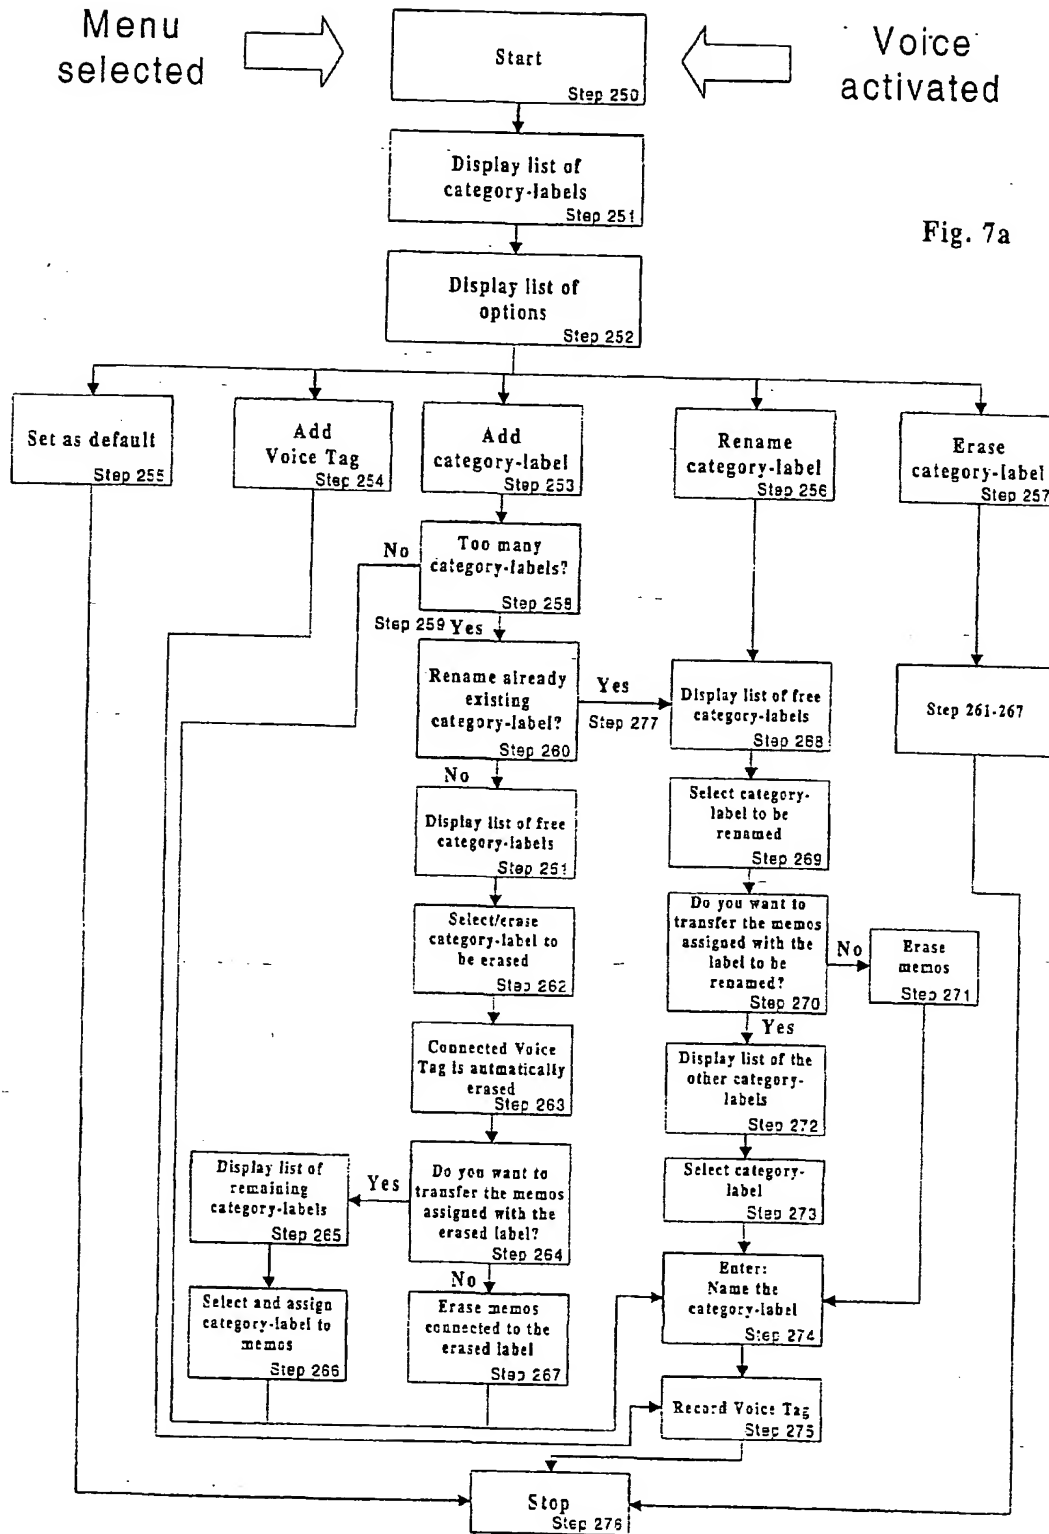 Menu
selected
Start
Step 250
Voice
activated
Display list of
category-labels
Step 251
Fig. 7a
Display list of
options
Step 252
Set as default
Step 255
Add
Voice Tag
Step 254
Add
category-label
Step 253
Rename
category-label
Step 256
Erase
category-label
Step 257
No
Too many
category-labels?
Step 258
Step 259 Yes
Rename already
existing
category-label?
Step 260
Yes
Step 277
Display list of free
category-labels
Step 268
Step 261-267
No
Display list of free
category-labels
Step 251
Select category-
label to be
renamed
Step 269
Select/erase
category-label to
be erased
Step 262
Do you want to
transfer the memos
assigned with the
label to be
renamed?
Step 270
No
Erase
memos
Step 271
Yes
Connected Voice
Tag is autmatically
erased
Step 263
Display list of the
other category-
labels
Step 272
Display list of
remaining
category-labels
Step 265
Yes
Do you want to
transfer the memos
assigned with the
erased label?
Step 264
Select category-
label
Step 273
No
Enter:
Name the
category-label
Step 274
Select and assign
category-label to
memos
Step 266
Erase memos
connected to the
erased label
Step 267
Record Voice Tag
Step 275
Stop
Step 276